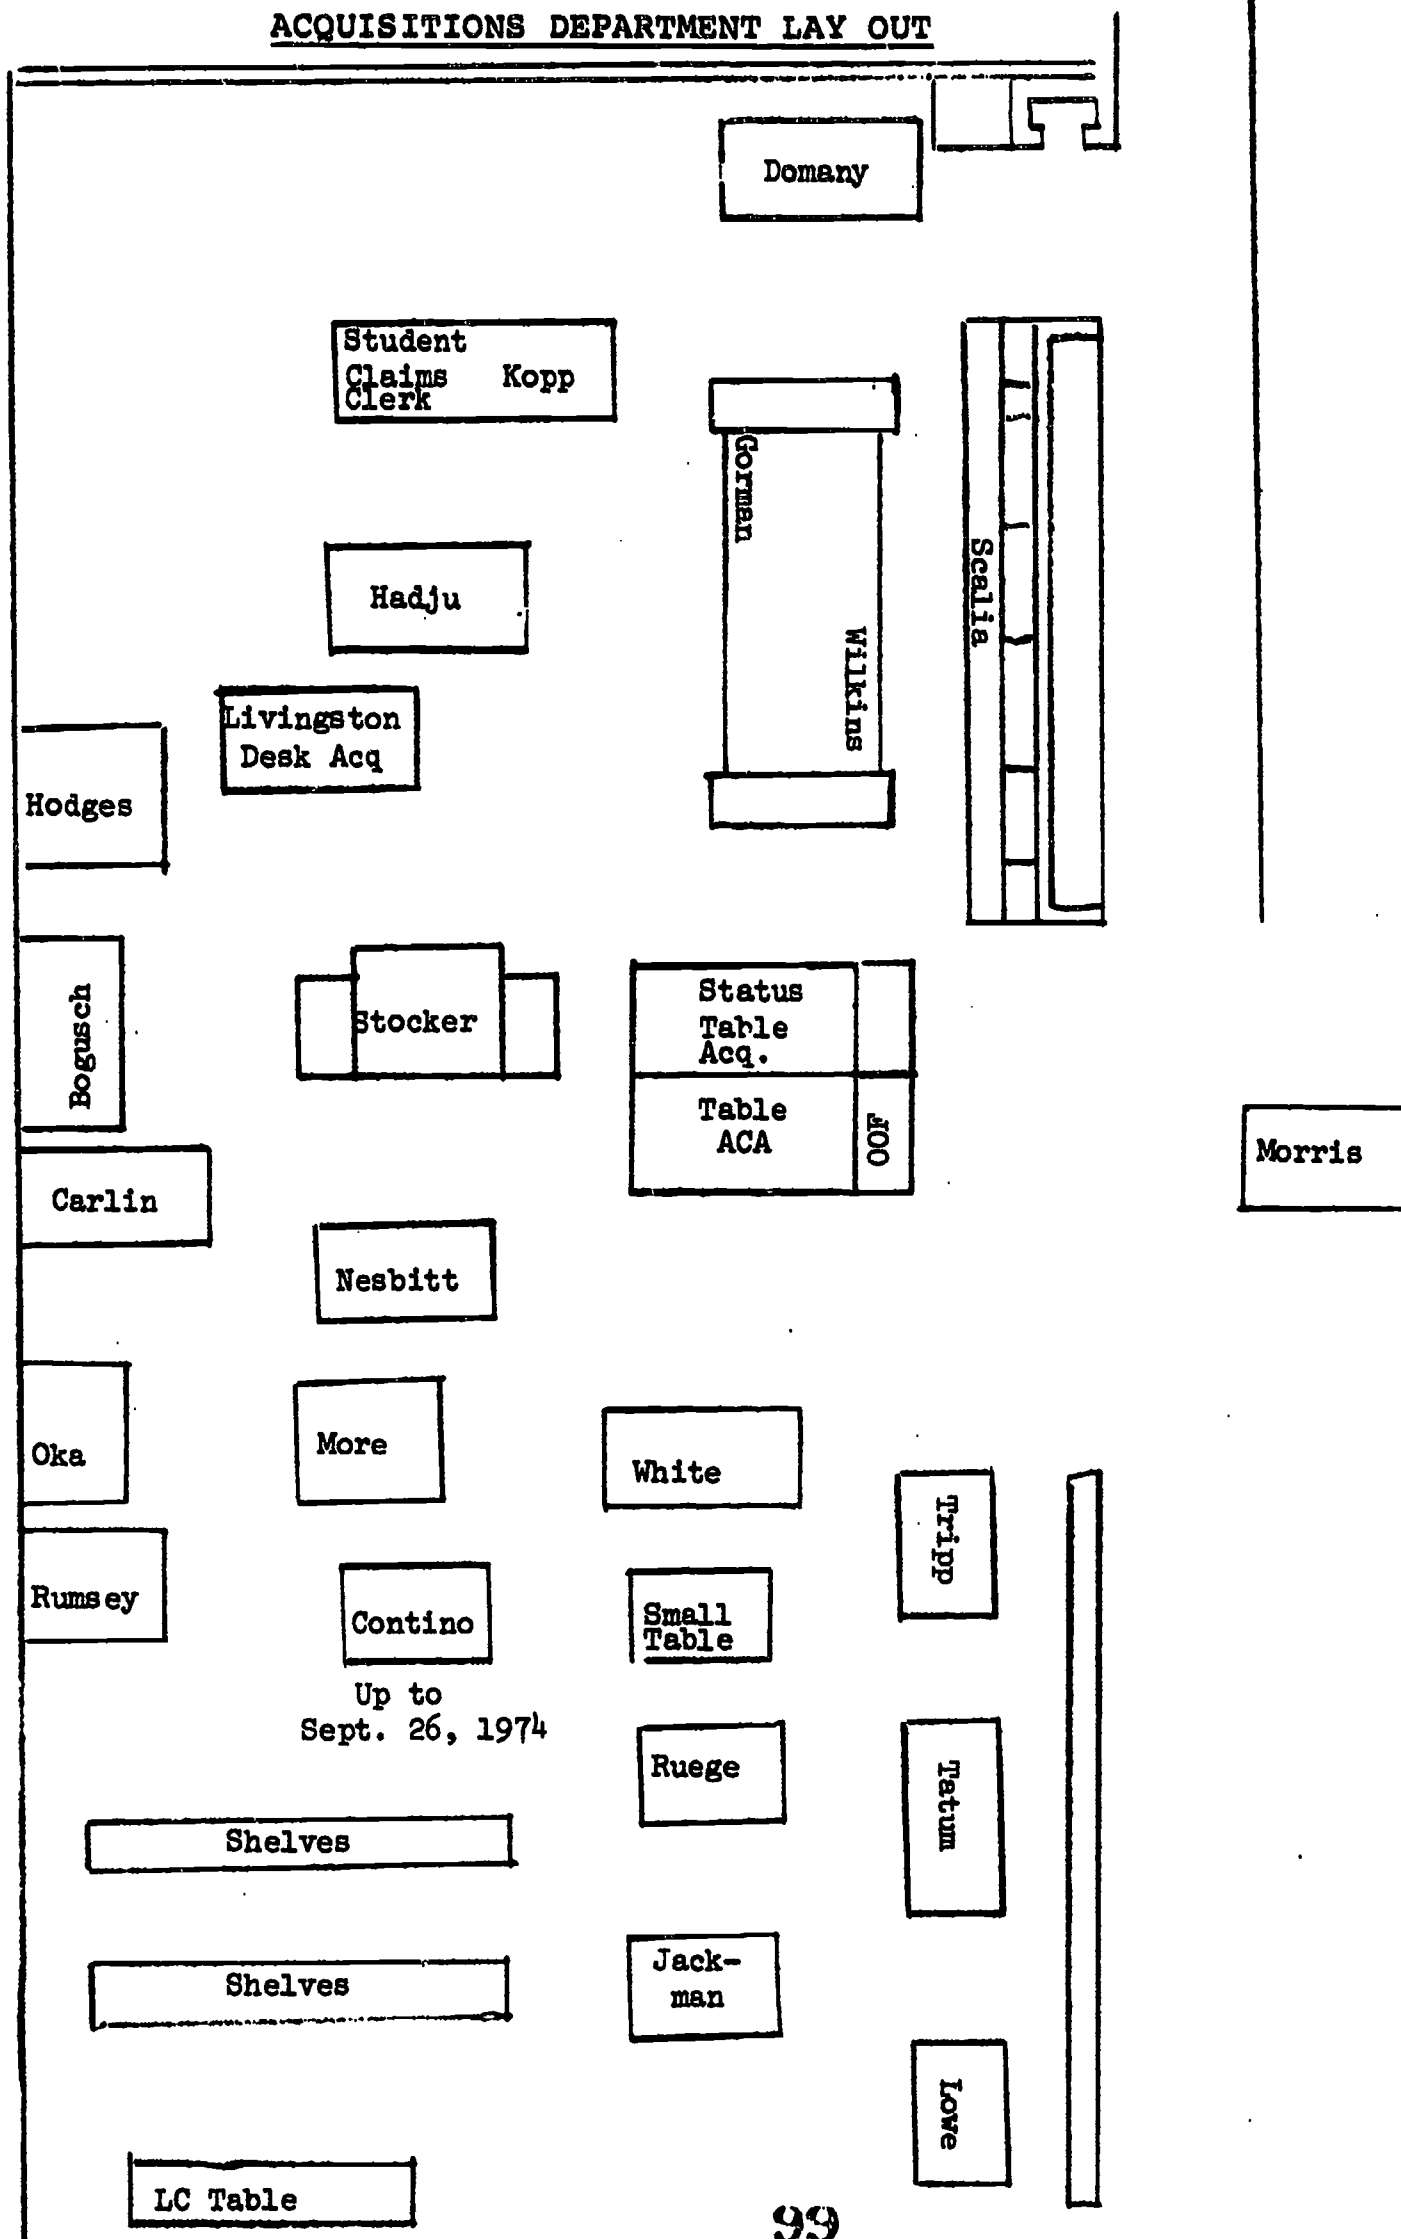 ACQUISITIONS DEPARTMENT LAY OUT
Domany
Student
Claims Kopp
Clerk
Gorman
Scalia
Hadju
Wilkins
Livingston
Desk Acq
Hodges
Bogusch
Stocker
Status
Table
Acq.
Table
ACA
OOF
Morris
Carlin
Nesbitt
Oka
More
White
Tripp
Rumsey
Contino
Small
Table
Up to
Sept. 26, 1974
Ruege
Tatum
Shelves
Shelves
Jack-
man
Lowe
LC Table
99